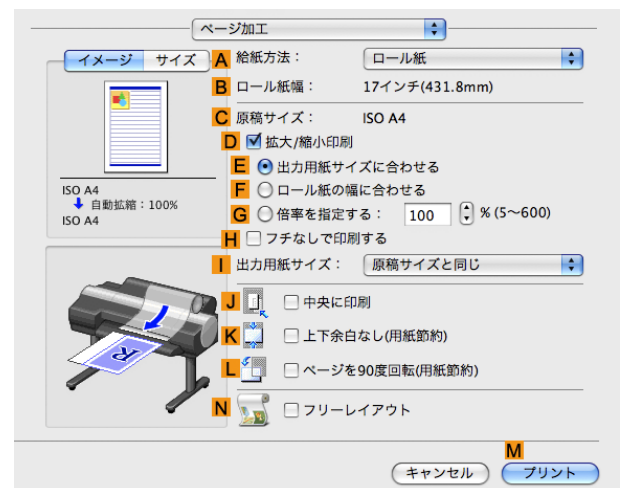 ページ加工
イメージ サイズ
A 給紙方法： ロール紙
B ロール紙幅： 17インチ(431.8mm)
C 原稿サイズ： ISO A4
D 拡大/縮小印刷
E 出力用紙サイズに合わせる
F ロール紙の幅に合わせる
G 倍率を指定する： 100 % (5〜600)
ISO A4
自動拡縮：100%
ISO A4
H フチなしで印刷する
I 出力用紙サイズ： 原稿サイズと同じ
J 中央に印刷
K 上下余白なし(用紙節約)
L ページを90度回転(用紙節約)
R
N フリーレイアウト
M
キャンセル プリント